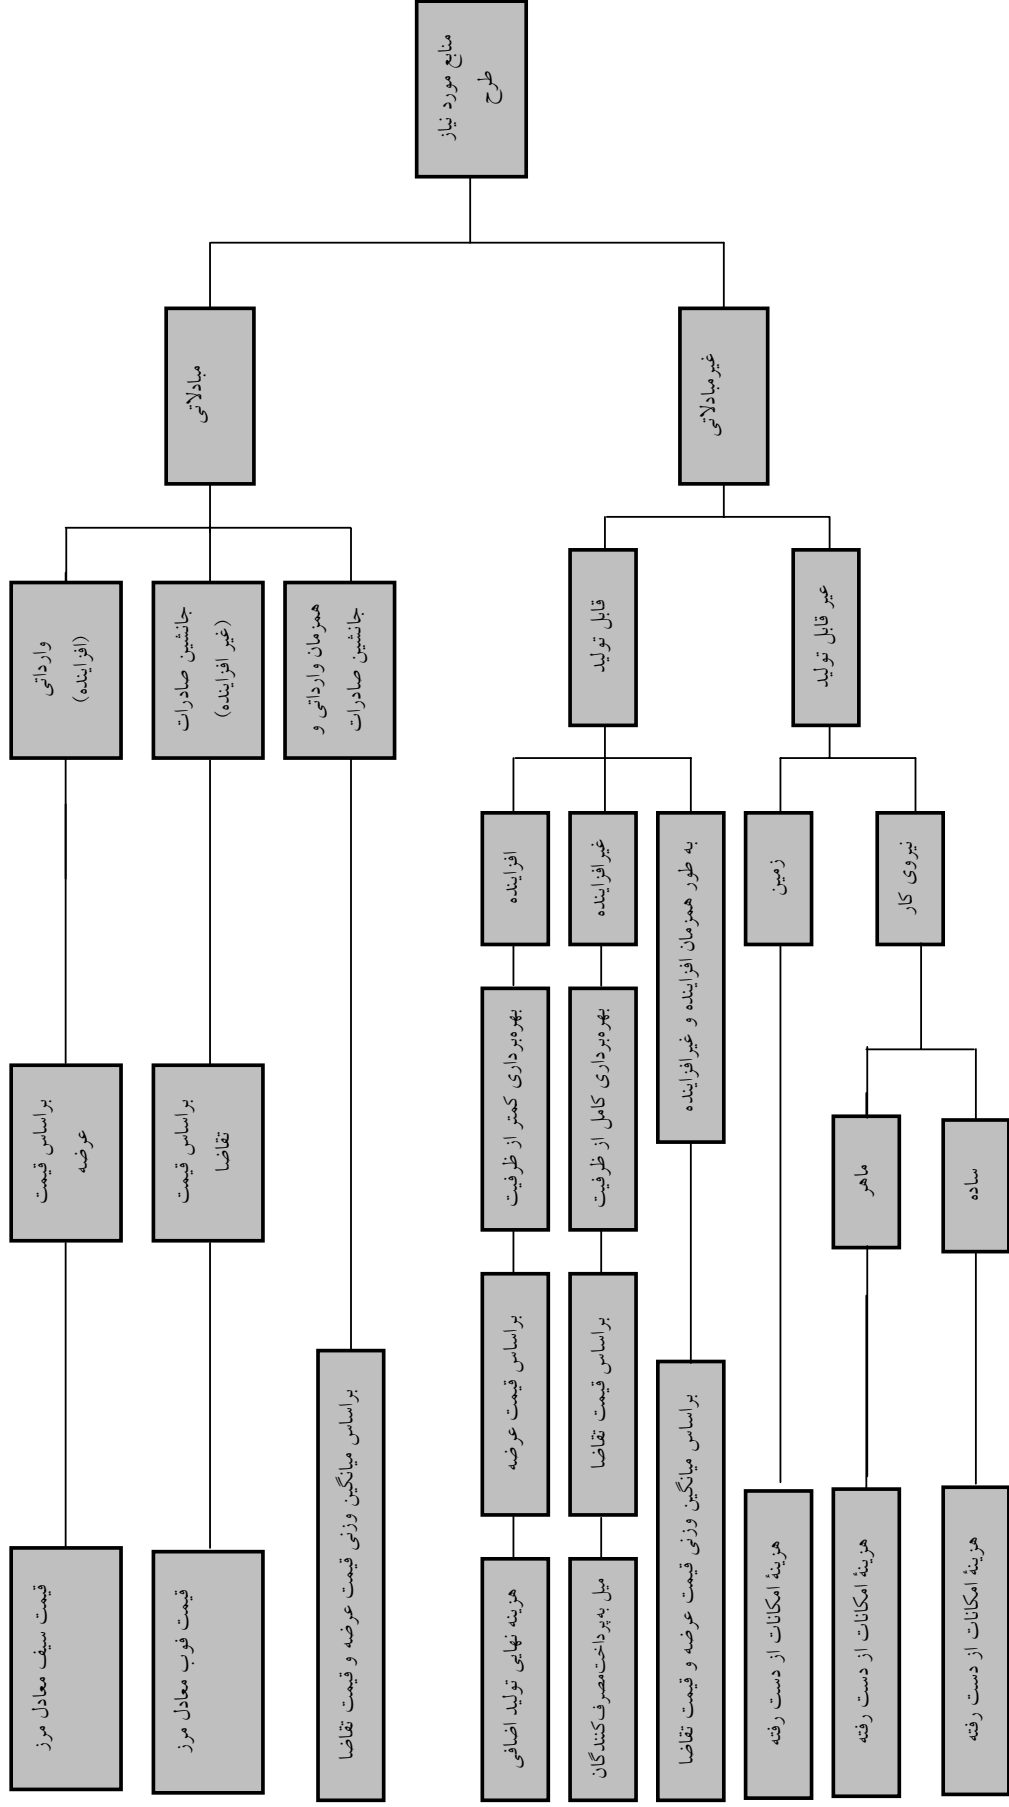 منابع مورد نیاز
طرح
مبادلاتی
غیرمبادلاتی
وارداتی
(افزاینده)
جانشین صادرات
(غیر افزاینده)
همزمان وارداتی و
جانشین صادرات
قابل تولید
عیر قابل تولید
افزاینده
غیرافزاینده
به طور همزمان افزاینده و غیرافزاینده
زمین
نیروی کار
بهره‌برداری کمتر از ظرفیت
بهره‌برداری کامل از ظرفیت
ماهر
ساده
براساس قیمت
عرضه
براساس قیمت
تقاضا
براساس میانگین وزنی قیمت عرضه و قیمت تقاضا
براساس قیمت عرضه
براساس قیمت تقاضا
براساس میانگین وزنی قیمت عرضه و قیمت تقاضا
قیمت سیف معادل مرز
قیمت فوب معادل مرز
هزینه نهایی تولید اضافی
میل به‌پرداخت‌مصرف‌کنندگان
هزینهٔ امکانات از دست رفته
هزینهٔ امکانات از دست رفته
هزینهٔ امکانات از دست رفته